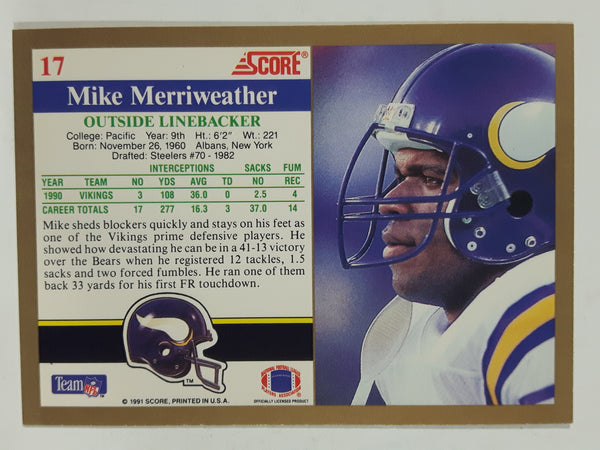 17
SCORE®
Mike Merriweather
OUTSIDE LINEBACKER
College: Pacific Year: 9th Ht.: 6'2" Wt.: 221
Born: November 26, 1960 Albans, New York
Drafted: Steelers #70 - 1982
INTERCEPTIONS SACKS FUM
YEAR TEAM NO YDS AVG TD NO. REC
1990 VIKINGS 3 108 36.0 0 2.5 4
CAREER TOTALS 17 277 16.3 3 37.0 14
Mike sheds blockers quickly and stays on his feet as
one of the Vikings prime defensive players. He
showed how devastating he can be in a 41-13 victory
over the Bears when he registered 12 tackles, 1.5
sacks and two forced fumbles. He ran one of them
back 33 yards for his first FR touchdown.
TM
Team NFL
© 1991 SCORE, PRINTED IN U.S.A.
NATIONAL FOOTBALL LEAGUE
PLAYERS ASSOCIATION
OFFICIALLY LICENSED PRODUCT